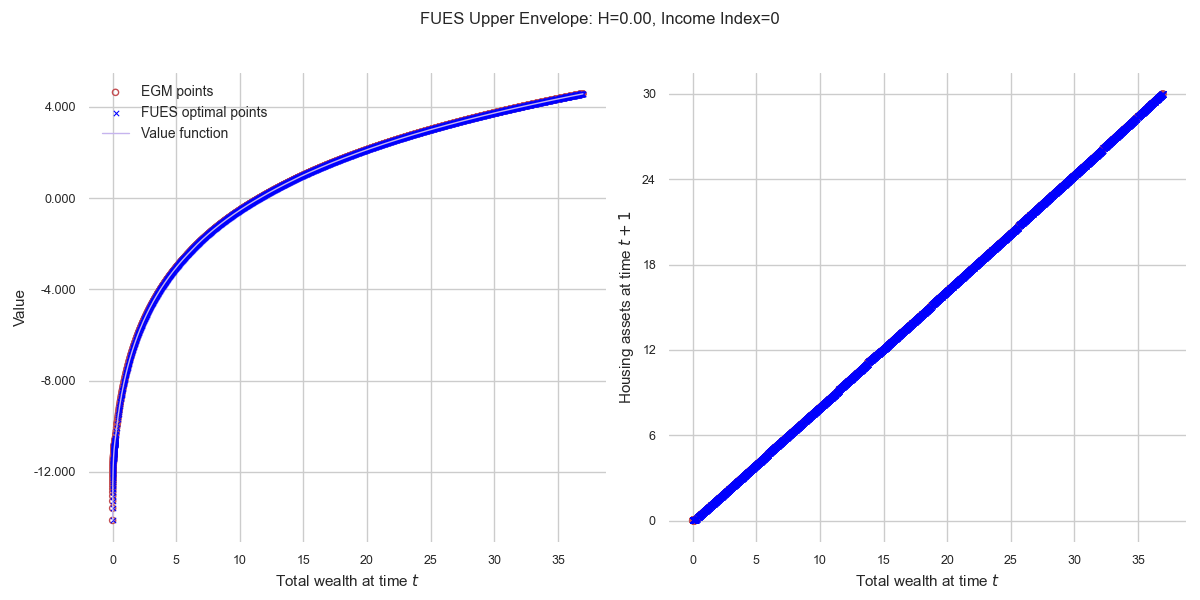 FUES Upper Envelope: H=0.00, Income Index=0
EGM points
FUES optimal points
Value function
4.000
0.000
-4.000
-8.000
-12.000
Value
0 5 10 15 20 25 30 35
Total wealth at time t
30
24
18
12
6
0
Housing assets at time t + 1
0 5 10 15 20 25 30 35
Total wealth at time t